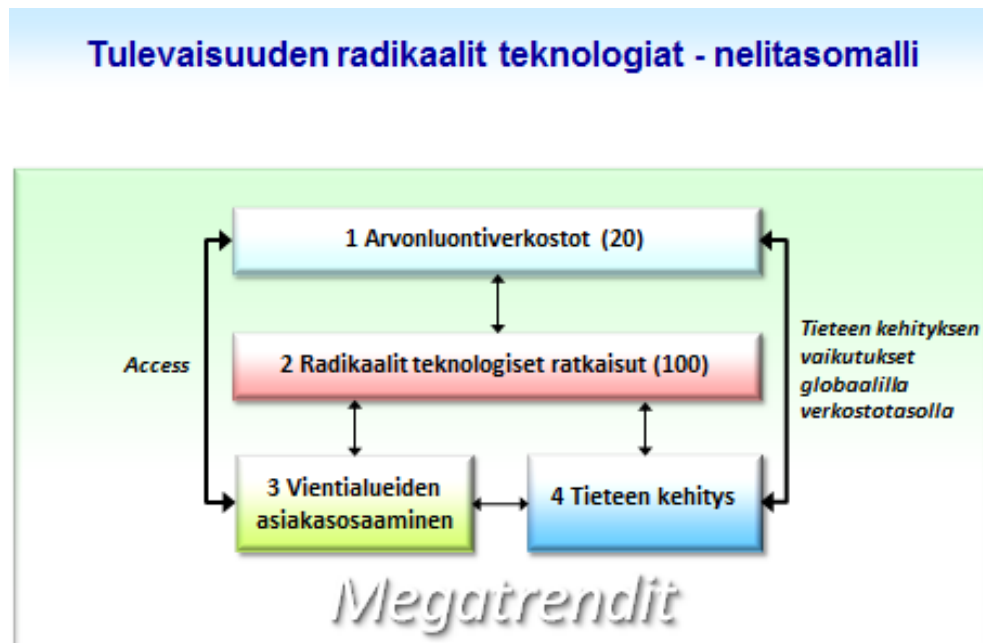 Tulevaisuuden radikaalit teknologiat - nelitasomalli
1 Arvonluontiverkostot (20)
Access
2 Radikaalit teknologiset ratkaisut (100)
Tieteen kehityksen
vaikutukset
globaalilla
verkostotasolla
3 Vientialueiden
asiakasosaaminen
4 Tieteen kehitys
Megatrendit